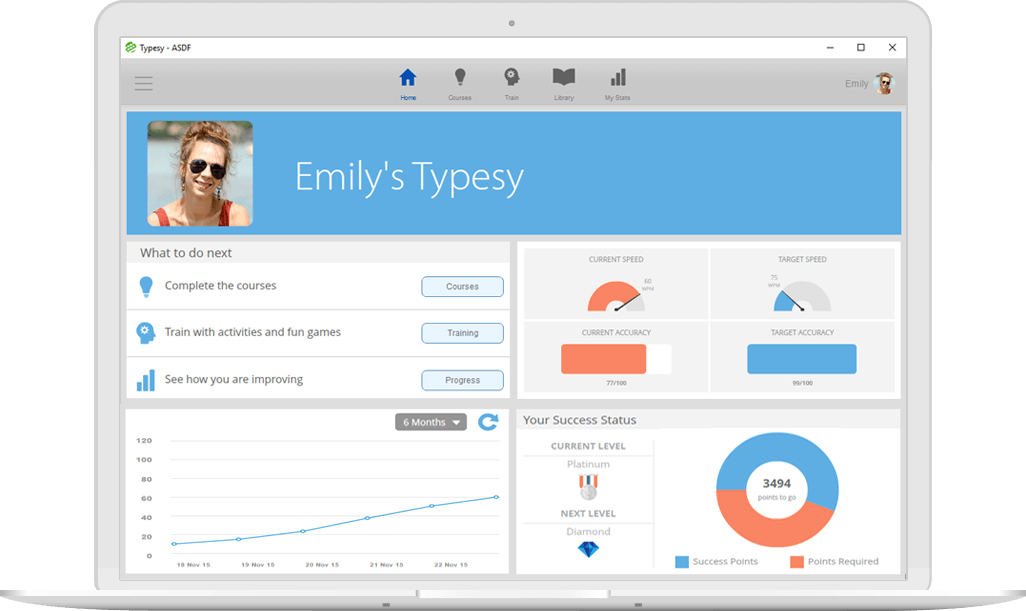 Typesy - ASDF
Home
Courses
Train
Library
My Stats
Emily
Emily's Typesy
What to do next
Complete the courses
Courses
Train with activities and fun games
Training
See how you are improving
Progress
CURRENT SPEED
60
WPM
TARGET SPEED
75
WPM
CURRENT ACCURACY
77/100
TARGET ACCURACY
99/100
6 Months
120
100
80
60
40
20
0
18 Nov 15
19 Nov 15
20 Nov 15
21 Nov 15
22 Nov 15
Your Success Status
CURRENT LEVEL
Platinum
NEXT LEVEL
Diamond
3494
points to go
Success Points
Points Required